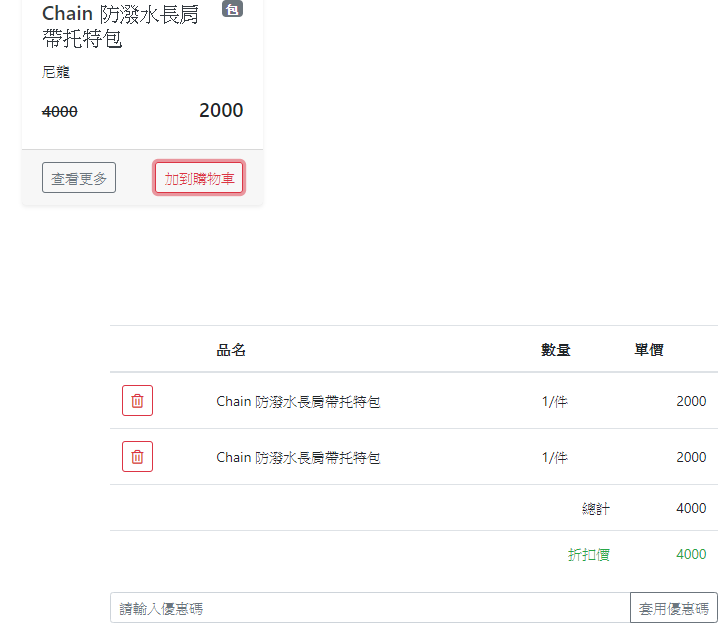 Chain 防潑水長肩 包
帶托特包
尼龍
4000 2000
查看更多 加到購物車
品名 數量 單價
Chain 防潑水長肩帶托特包 1/件 2000
Chain 防潑水長肩帶托特包 1/件 2000
總計 4000
折扣價 4000
請輸入優惠碼 套用優惠碼